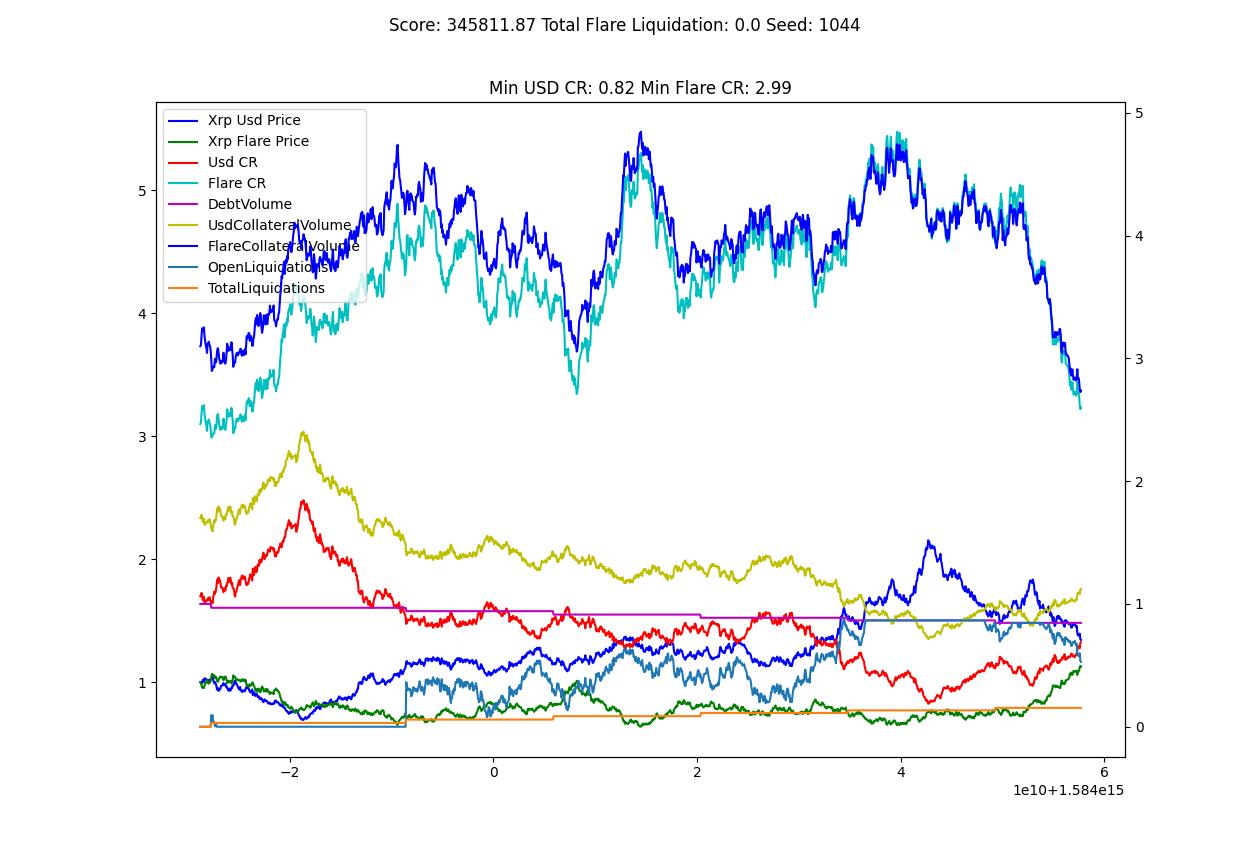 Score: 345811.87 Total Flare Liquidation: 0.0 Seed: 1044
Min USD CR: 0.82 Min Flare CR: 2.99
Xrp Usd Price
Xrp Flare Price
Usd CR
Flare CR
DebtVolume
UsdCollateralVolume
FlareCollateralVolume
OpenLiquidations
TotalLiquidations
5
4
3
2
1
5
4
3
2
1
0
−2 0 2 4 6
1e10+1.584e15